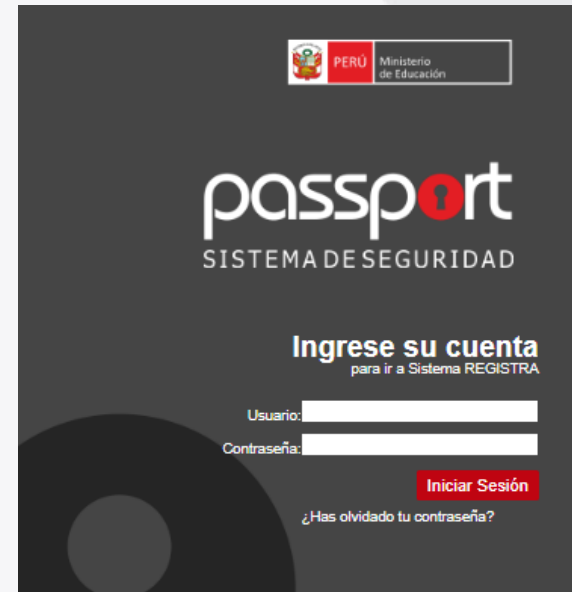 PERÚ Ministerio de Educación
passport
SISTEMA DE SEGURIDAD
Ingrese su cuenta
para ir a Sistema REGISTRA
Usuario:
Contraseña:
Iniciar Sesión
¿Has olvidado tu contraseña?